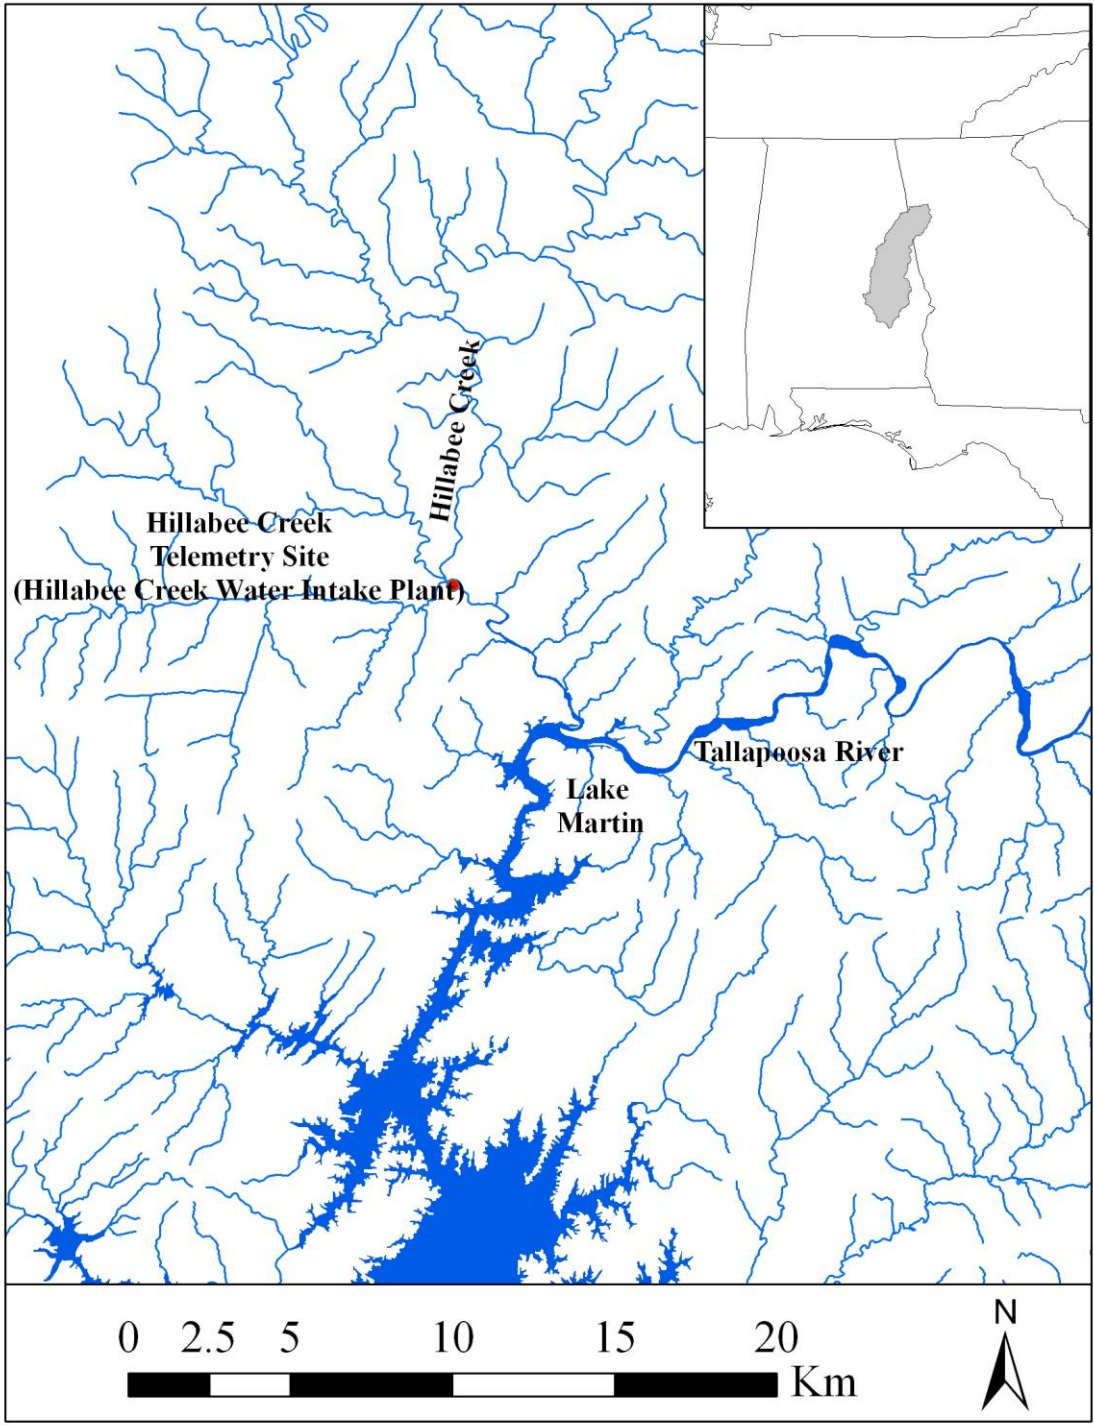 Hillabee Creek
Hillabee Creek
Telemetry Site
(Hillabee Creek Water Intake Plant)
Tallapoosa River
Lake
Martin
0 2.5 5 10 15 20
Km
N